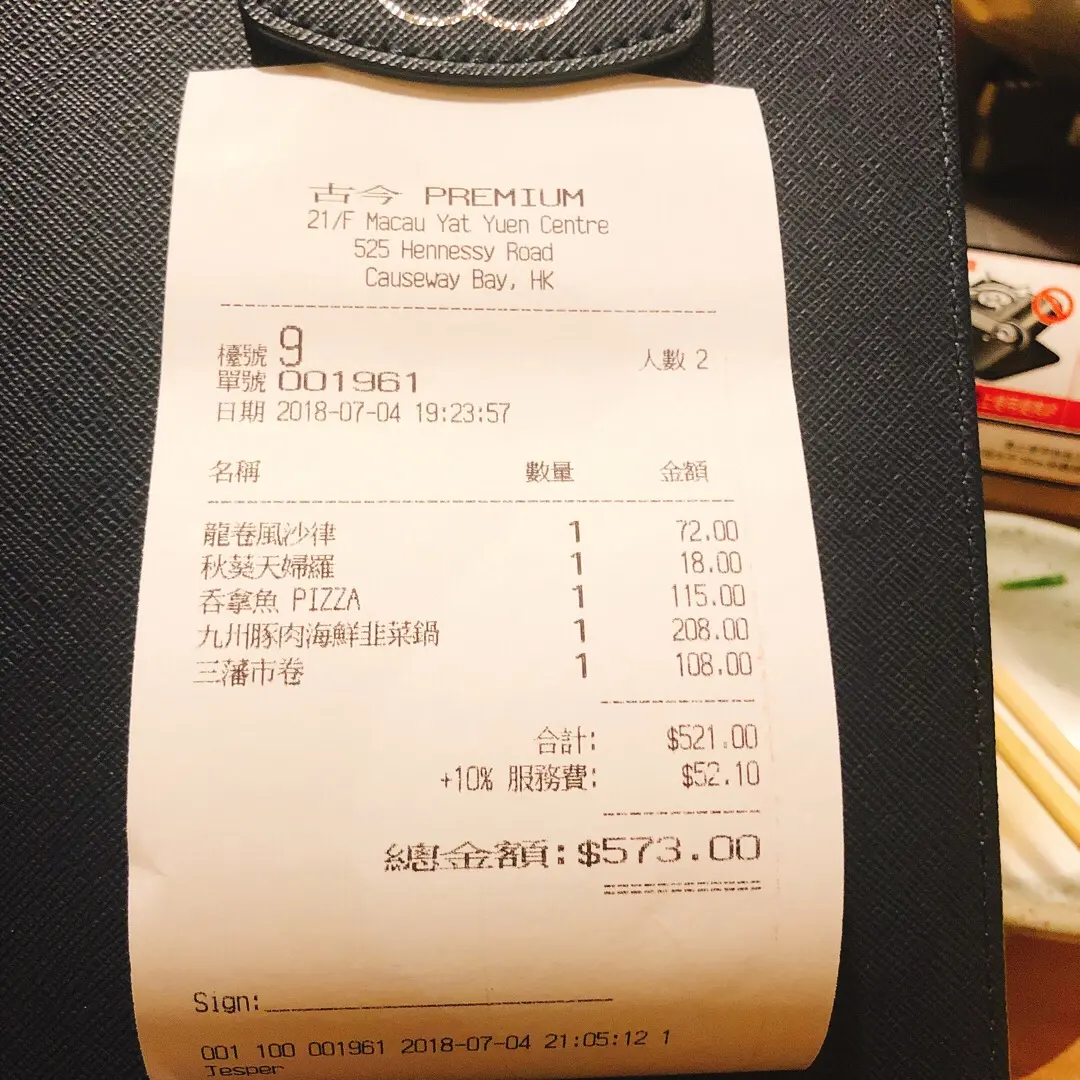 古今 PREMIUM
21/F Macau Yat Yuen Centre
525 Hennessy Road
Causeway Bay, HK
檯號 9 人數 2
單號 001961
日期 2018-07-04 19:23:57
名稱 數量 金額
龍卷風沙律 1 72.00
秋葵天婦羅 1 18.00
吞拿魚 PIZZA 1 115.00
九州豚肉海鮮韭菜鍋 1 208.00
三藩市卷 1 108.00
合計: $521.00
+10% 服務費: $52.10
總金額:$573.00
Sign:
001 100 001961 2018-07-04 21:05:12 1
Jesper